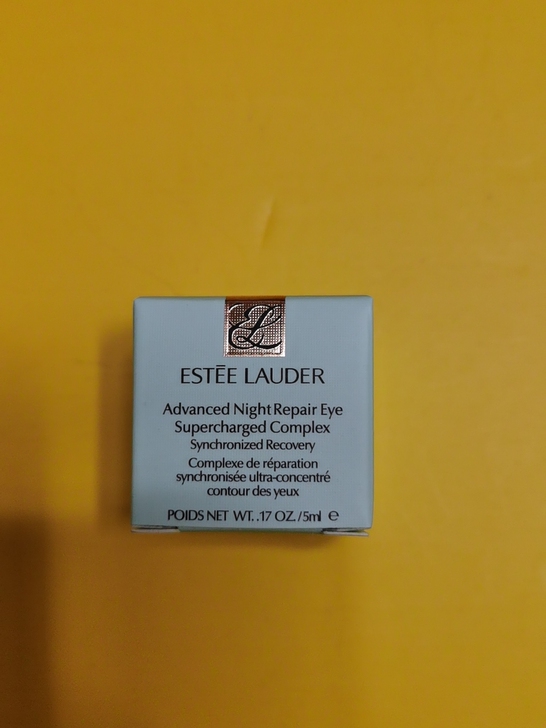 EL
ESTĒE LAUDER
Advanced Night Repair Eye
Supercharged Complex
Synchronized Recovery
Complexe de réparation
synchronisée ultra-concentré
contour des yeux
POIDS NET WT. .17 OZ./5ml ℮